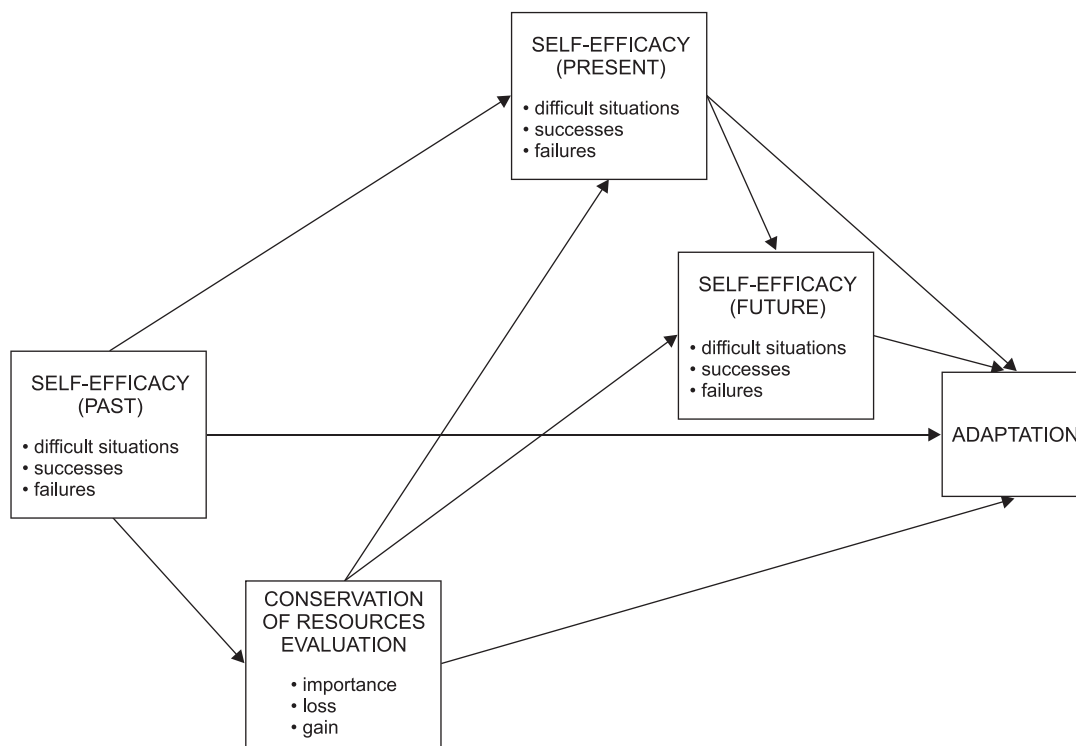 SELF-EFFICACY
(PRESENT)
• difficult situations
• successes
• failures
SELF-EFFICACY
(FUTURE)
• difficult situations
• successes
• failures
SELF-EFFICACY
(PAST)
• difficult situations
• successes
• failures
ADAPTATION
CONSERVATION
OF RESOURCES
EVALUATION
• importance
• loss
• gain